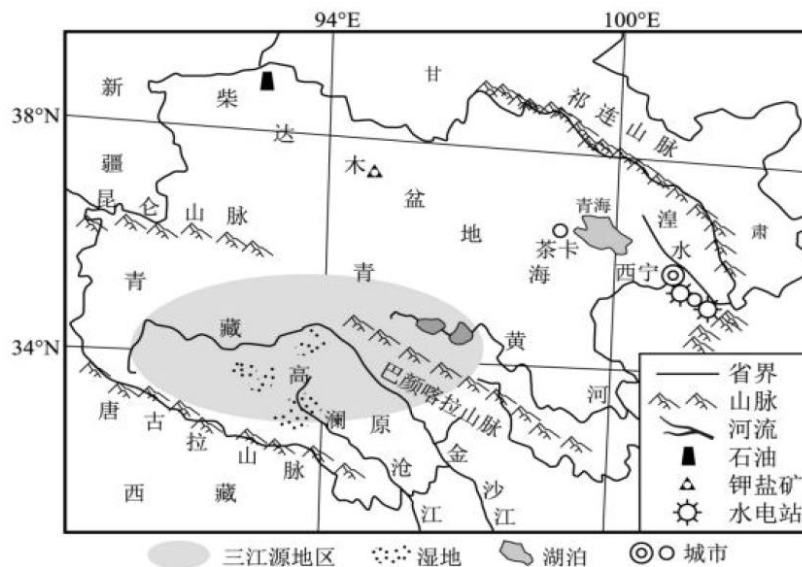 94°E 100°E
新 甘
柴
祁连山脉
38°N
达
疆 木
盆
昆仑山脉 青海 湟 肃
地 水
茶卡
青 青 海 西宁
藏 黄
34°N
高 巴颜喀拉山脉 河
唐古拉山脉 澜 原
沧 金
西 藏 沙
江 江
省界
山脉
河流
石油
钾盐矿
水电站
三江源地区 湿地 湖泊 城市